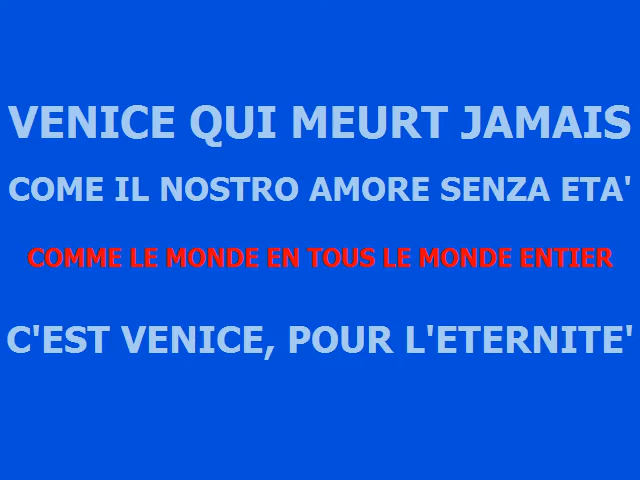 VENICE QUI MEURT JAMAIS
COME IL NOSTRO AMORE SENZA ETA'
COMME LE MONDE EN TOUS LE MONDE ENTIER
C'EST VENICE, POUR L'ETERNITE'